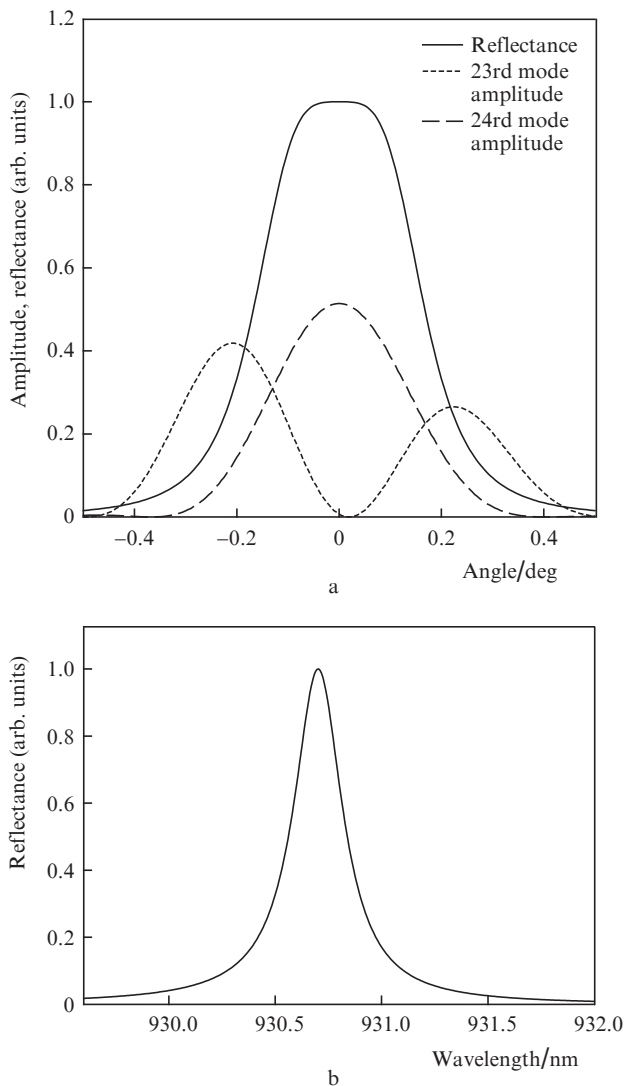 1.2
1.0
0.8
0.6
0.4
0.2
0
Amplitude, reflectance (arb. units)
Reflectance
23rd mode
amplitude
24rd mode
amplitude
−0.4
−0.2
0
0.2
0.4
Angle/deg
a
1.0
0.8
0.6
0.4
0.2
0
Reflectance (arb. units)
930.0
930.5
931.0
931.5
932.0
Wavelength/nm
b